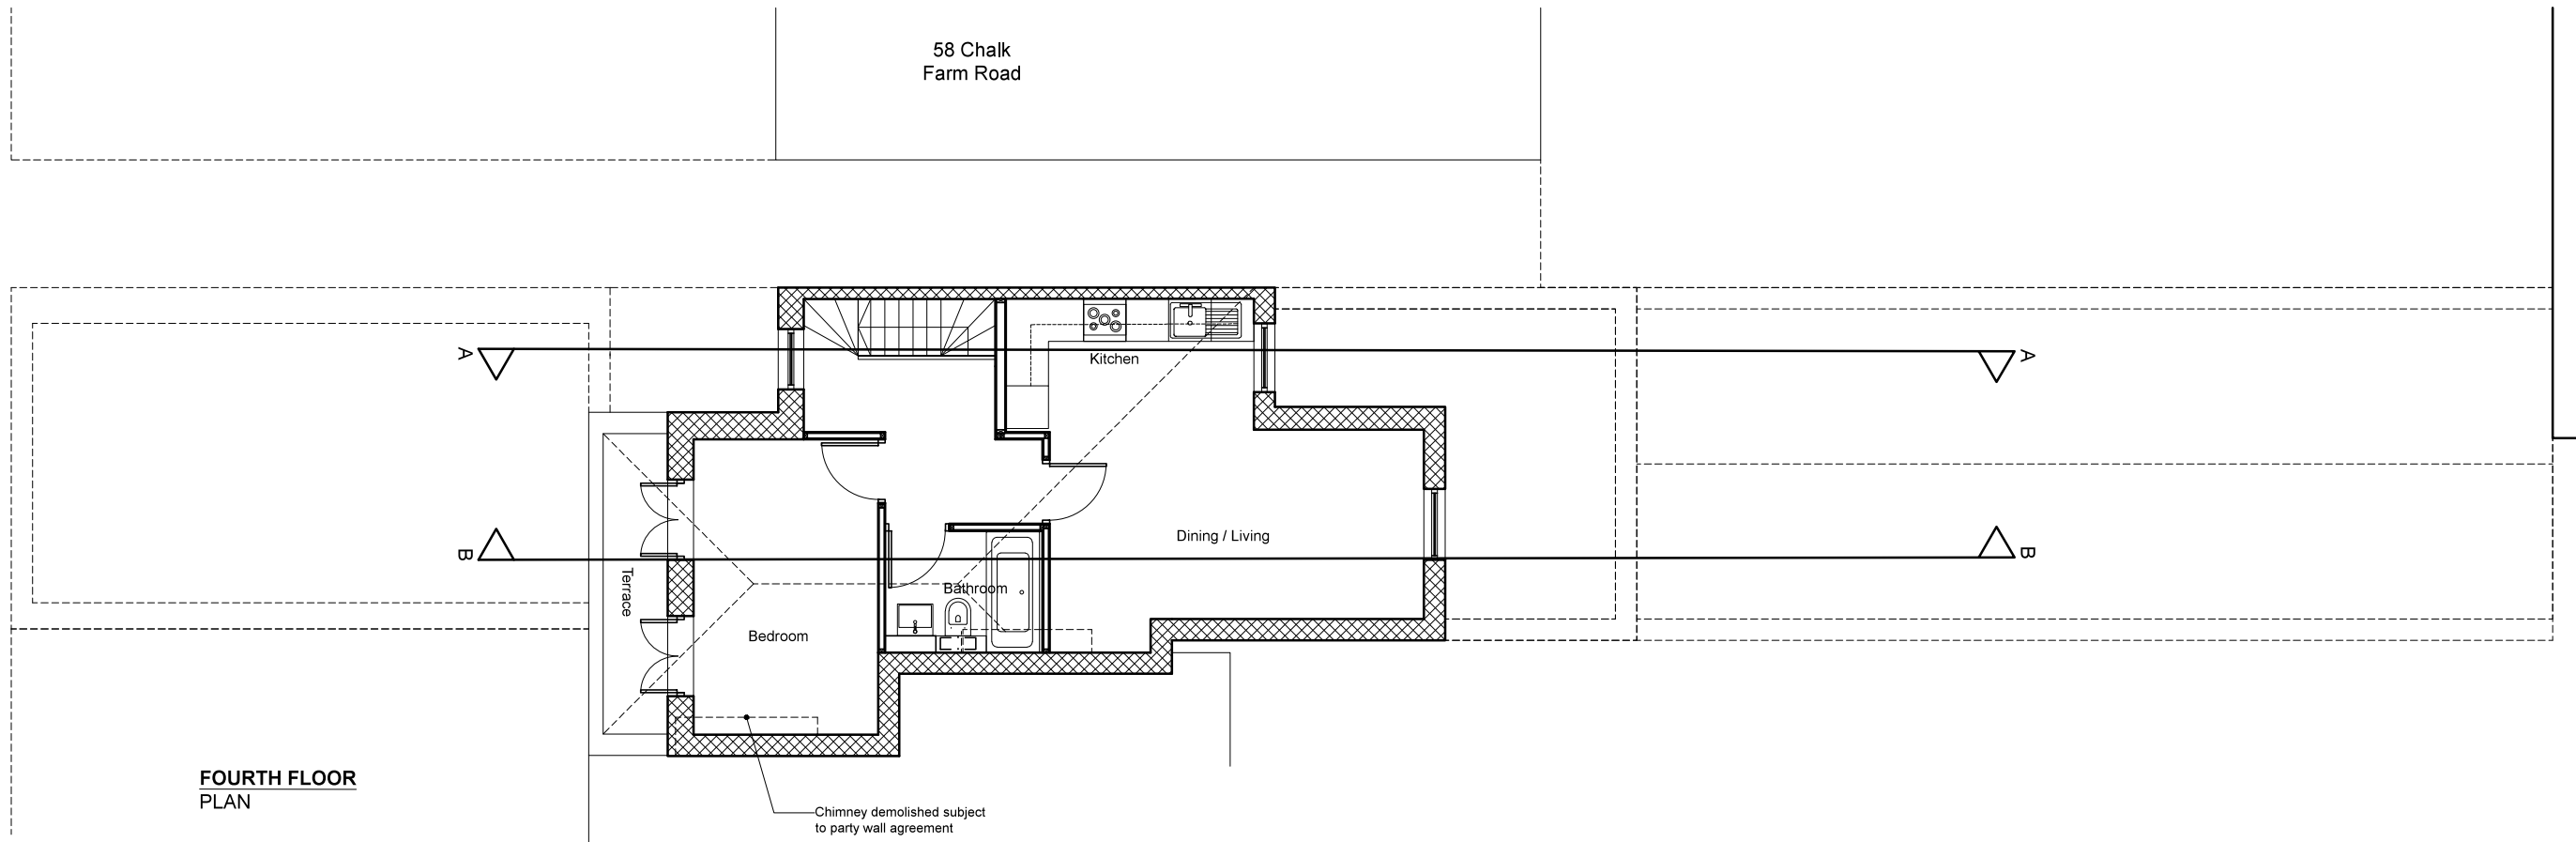 58 Chalk
Farm Road
A
A
Kitchen
Dining / Living
B
B
Terrace
Bathroom
Bedroom
FOURTH FLOOR
PLAN
Chimney demolished subject
to party wall agreement